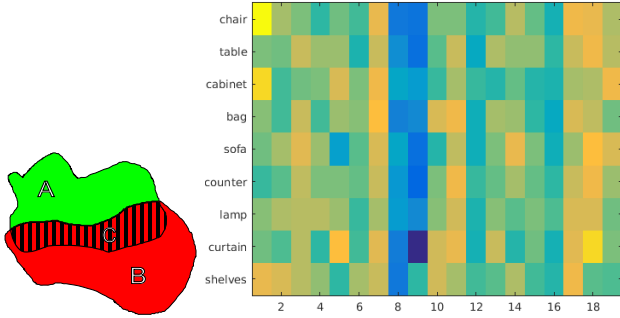 A
C
B
chair
table
cabinet
bag
sofa
counter
lamp
curtain
shelves
2 4 6 8 10 12 14 16 18